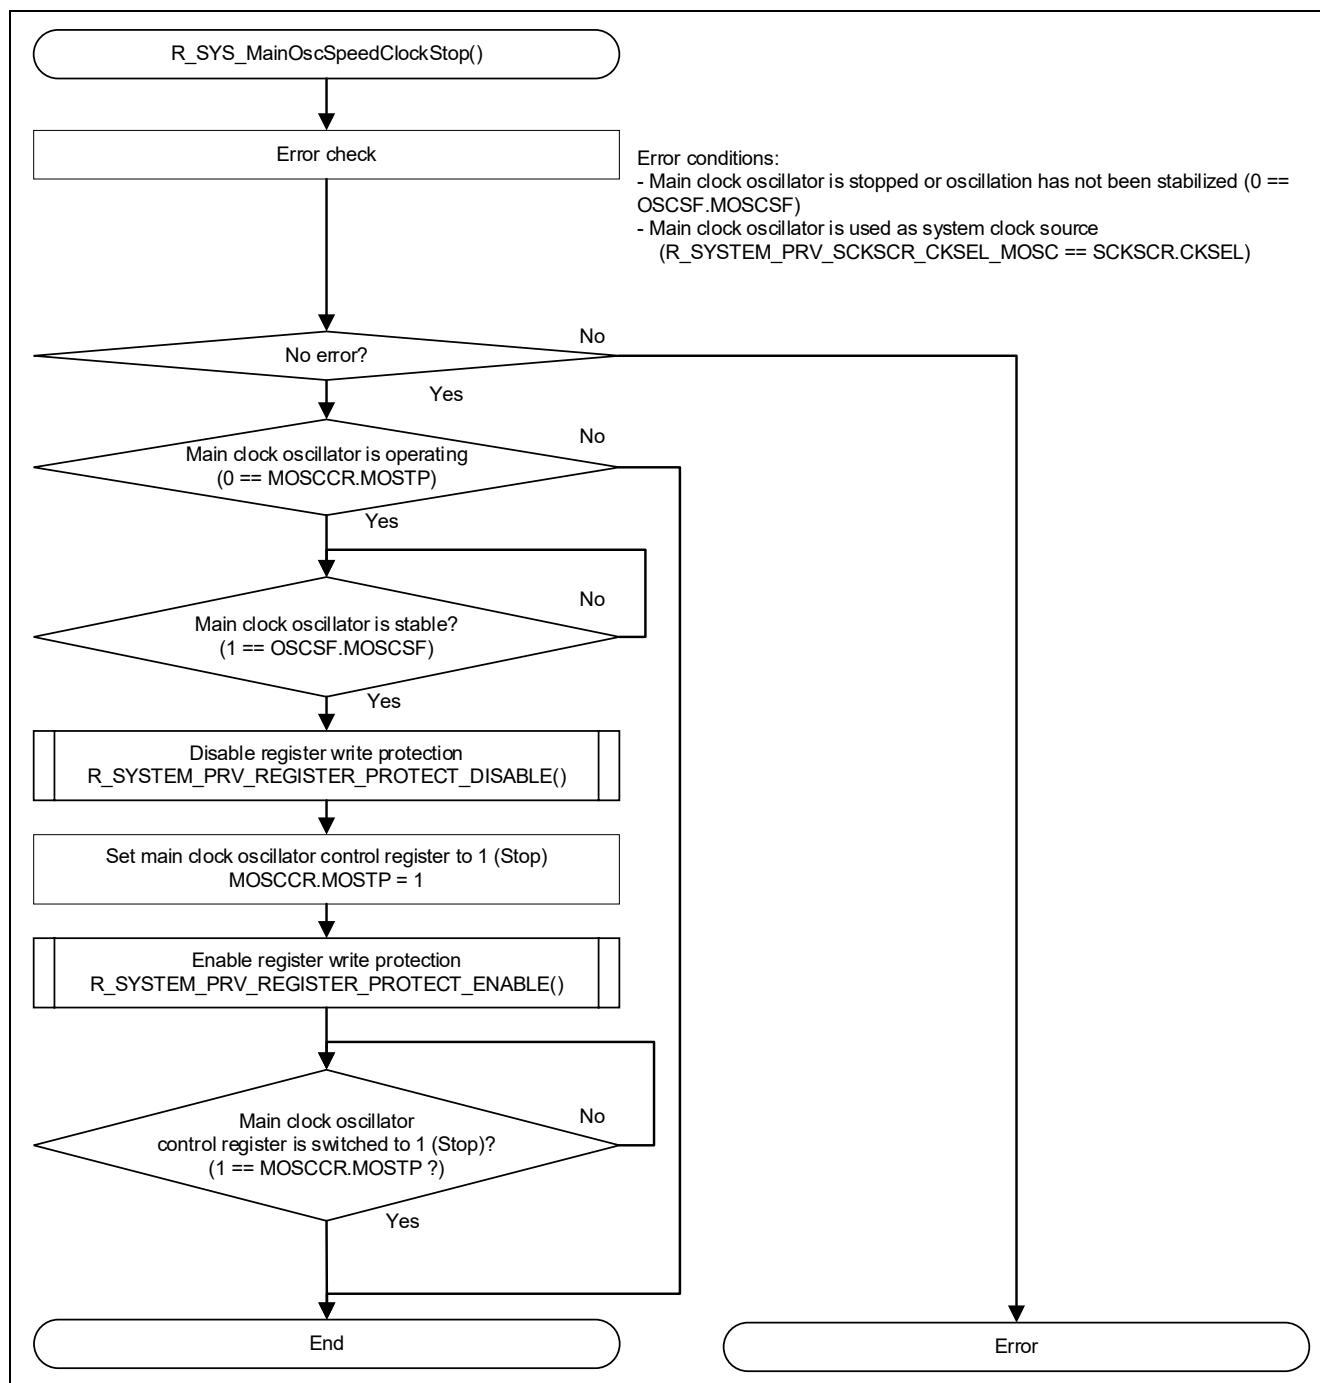 R_SYS_MainOscSpeedClockStop()
Error check
Error conditions:
- Main clock oscillator is stopped or oscillation has not been stabilized (0 ==
OSCSF.MOSCSF)
- Main clock oscillator is used as system clock source
(R_SYSTEM_PRV_SCKSCR_CKSEL_MOSC == SCKSCR.CKSEL)
No error?
No
Yes
Main clock oscillator is operating
(0 == MOSCCR.MOSTP)
No
Yes
Main clock oscillator is stable?
(1 == OSCSF.MOSCSF)
No
Yes
Disable register write protection
R_SYSTEM_PRV_REGISTER_PROTECT_DISABLE()
Set main clock oscillator control register to 1 (Stop)
MOSCCR.MOSTP = 1
Enable register write protection
R_SYSTEM_PRV_REGISTER_PROTECT_ENABLE()
Main clock oscillator
control register is switched to 1 (Stop)?
(1 == MOSCCR.MOSTP ?)
No
Yes
End
Error